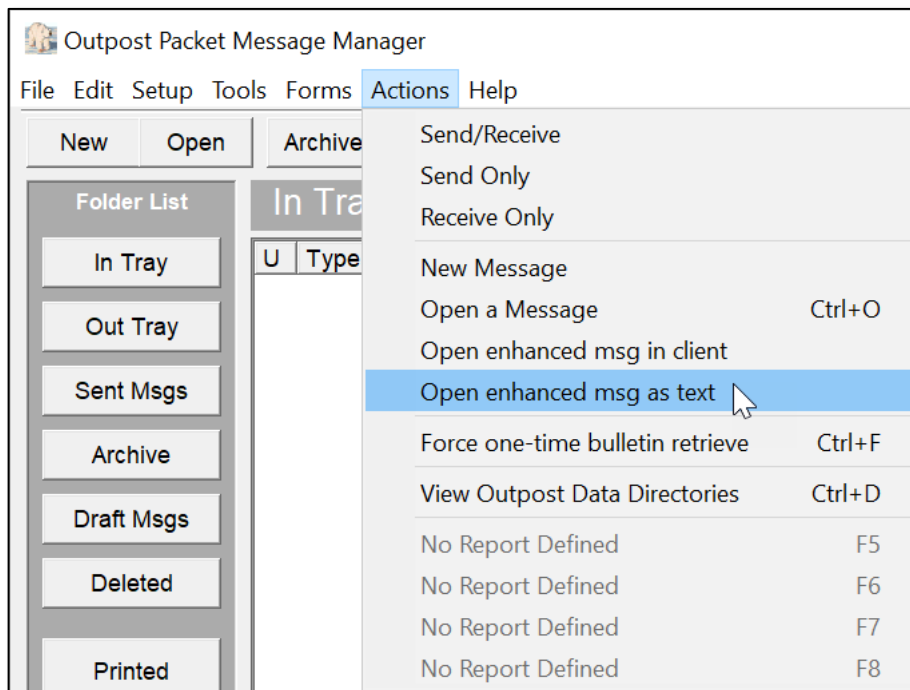 Outpost Packet Message Manager
File Edit Setup Tools Forms Actions Help
New Open Archive
Folder List
In Tray
Out Tray
Sent Msgs
Archive
Draft Msgs
Deleted
Printed
In Tra
U Type
Send/Receive
Send Only
Receive Only
New Message
Open a Message Ctrl+O
Open enhanced msg in client
Open enhanced msg as text
Force one-time bulletin retrieve Ctrl+F
View Outpost Data Directories Ctrl+D
No Report Defined F5
No Report Defined F6
No Report Defined F7
No Report Defined F8